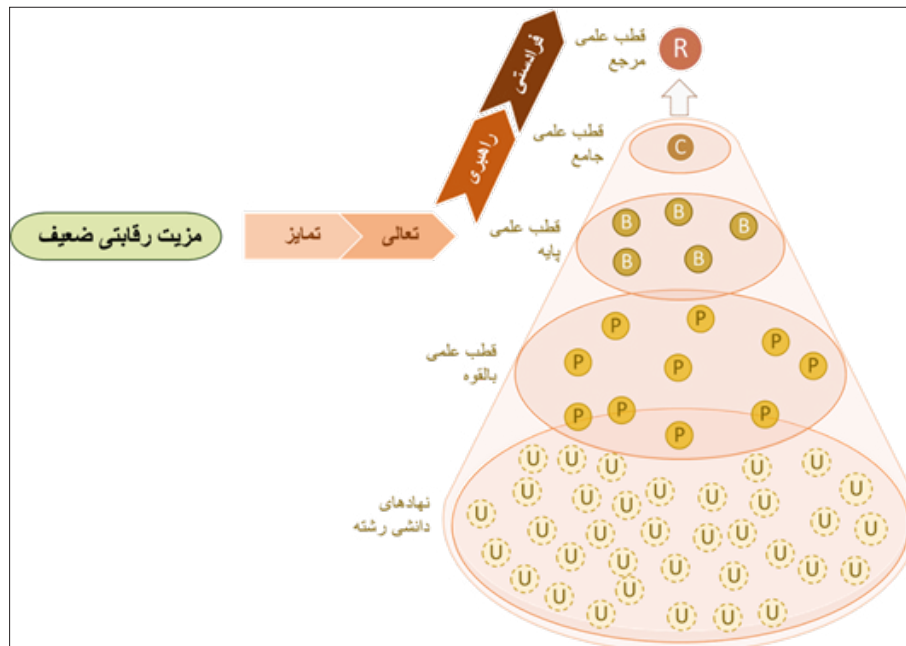 قطب علمی
مرجع
R
فرادستی
راهبری
قطب علمی
جامع
C
مزیت رقابتی ضعیف
تمایز
تعالی
قطب علمی
پایه
B B B
B B
قطب علمی
بالقوه
P P P
P P P
P P P
P
نهادهای
دانشی رشته
U U U U U
U U U U U U U
U U U U U U U U
U U U U U U U U
U U U
U U U U U